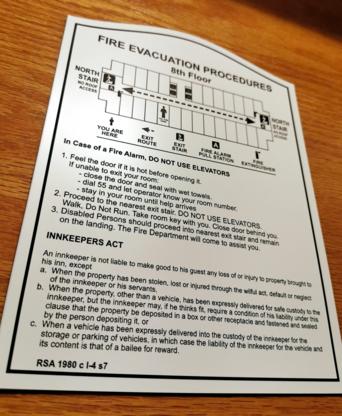 FIRE EVACUATION PROCEDURES
8th Floor
NORTH
STAIR
NO ROOF
ACCESS
NORTH
STAIR
YOU ARE
HERE
EXIT
ROUTE
EXIT
STAIR
FIRE ALARM
PULL STATION
FIRE
EXTINGUISHER
In Case of a Fire Alarm, DO NOT USE ELEVATORS
1. Feel the door if it is hot before opening it.
If unable to exit your room:
- close the door and seal with wet towels.
- dial 55 and let operator know your room number.
- stay in your room until help arrives
2. Proceed to the nearest exit stair. DO NOT USE ELEVATORS.
Walk, Do Not Run. Take room key with you. Close door behind you.
3. Disabled Persons should proceed into nearest exit stair and remain
on the landing. The Fire Department will come to assist you.
INNKEEPERS ACT
An innkeeper is not liable to make good to his guest any loss of or injury to property brought to
his inn, except
a. When the property has been stolen, lost or injured through the wilful act, default or neglect
of the innkeeper or his servants,
b. When the property, other than a vehicle, has been expressly delivered for safe custody to the
innkeeper, but the innkeeper may, if he thinks fit, require a condition of his liability under this
clause that the property be deposited in a box or other receptacle and fastened and sealed
by the person depositing it, or
c. When a vehicle has been expressly delivered into the custody of the innkeeper for the
storage or parking of vehicles, in which case the liability of the innkeeper for the vehicle and
its content is that of a bailee for reward.
RSA 1980 c I-4 s7